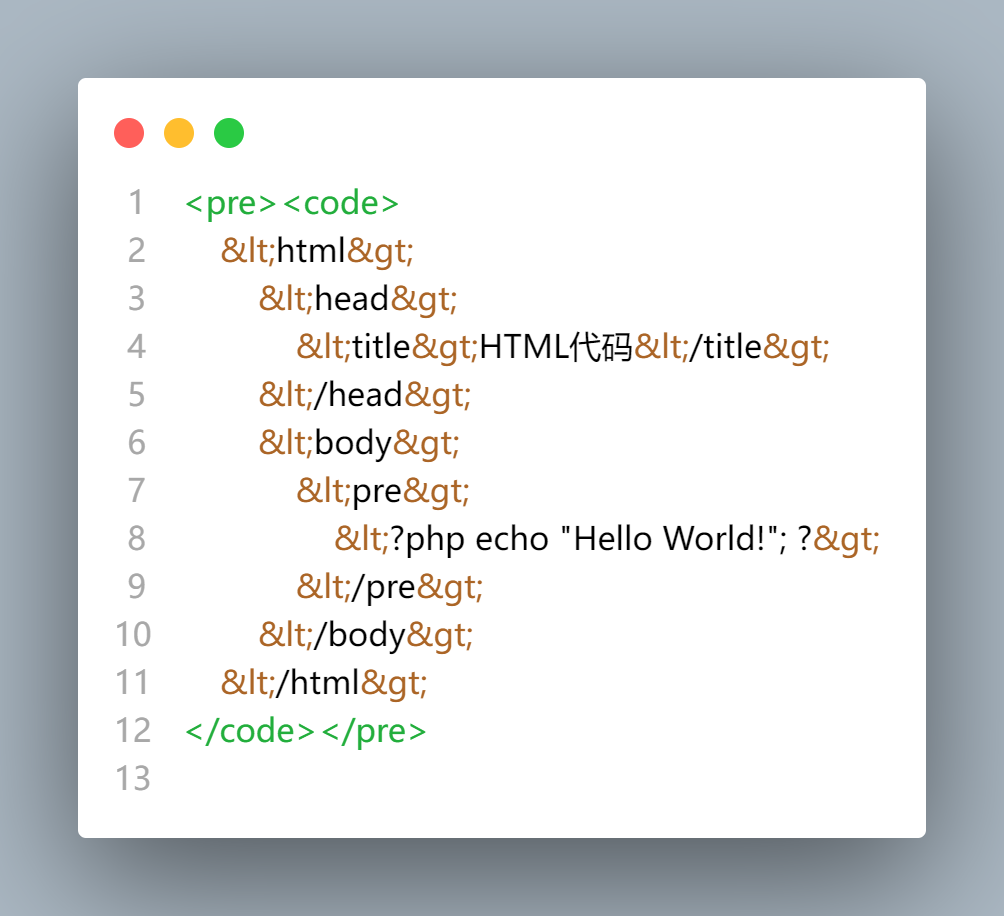 1 <pre><code>
2     &lt;html&gt;
3         &lt;head&gt;
4             &lt;title&gt;HTML代码&lt;/title&gt;
5         &lt;/head&gt;
6         &lt;body&gt;
7             &lt;pre&gt;
8                 &lt;?php echo "Hello World!"; ?&gt;
9             &lt;/pre&gt;
10         &lt;/body&gt;
11     &lt;/html&gt;
12 </code></pre>
13